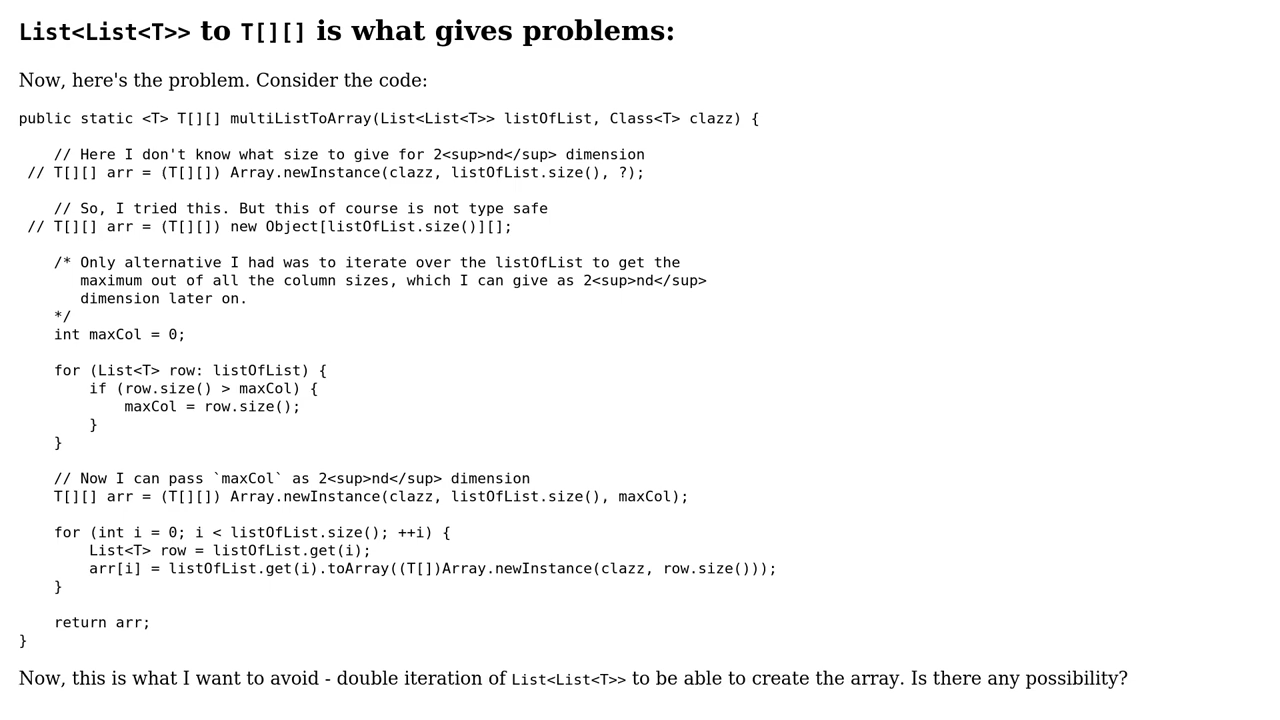 List<List<T>> to T[][] is what gives problems:
Now, here's the problem. Consider the code:
public static <T> T[][] multiListToArray(List<List<T>> listOfList, Class<T> clazz) {
    // Here I don't know what size to give for 2<sup>nd</sup> dimension
 // T[][] arr = (T[][]) Array.newInstance(clazz, listOfList.size(), ?);
    // So, I tried this. But this of course is not type safe
 // T[][] arr = (T[][]) new Object[listOfList.size()][];
    /* Only alternative I had was to iterate over the listOfList to get the
       maximum out of all the column sizes, which I can give as 2<sup>nd</sup>
       dimension later on.
    */
    int maxCol = 0;
    for (List<T> row: listOfList) {
        if (row.size() > maxCol) {
            maxCol = row.size();
        }
    }
    // Now I can pass `maxCol` as 2<sup>nd</sup> dimension
    T[][] arr = (T[][]) Array.newInstance(clazz, listOfList.size(), maxCol);
    for (int i = 0; i < listOfList.size(); ++i) {
        List<T> row = listOfList.get(i);
        arr[i] = listOfList.get(i).toArray((T[])Array.newInstance(clazz, row.size()));
    }
    return arr;
}
Now, this is what I want to avoid - double iteration of List<List<T>> to be able to create the array. Is there any possibility?